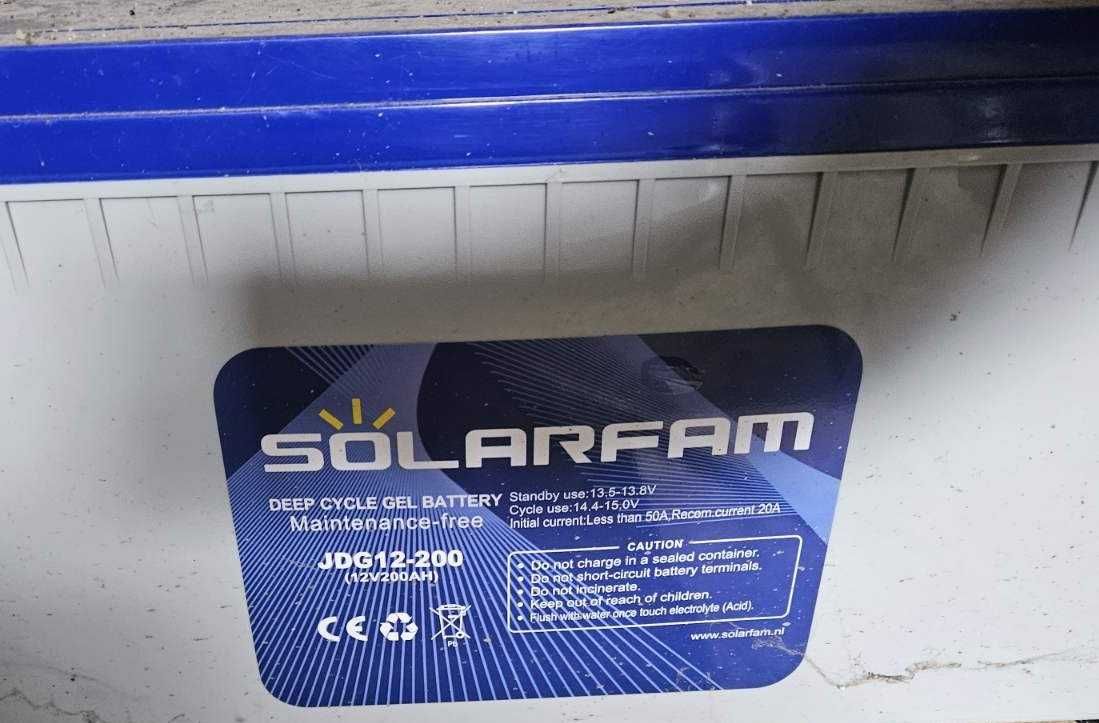 SOLARFAM
DEEP CYCLE GEL BATTERY
Maintenance-free
JDG12-200
(12V200AH)
Standby use:13.5-13.8V
Cycle use:14.4-15.0V
Initial current:Less than 50A,Recom.current 20A
CAUTION
• Do not charge in a sealed container.
• Do not short-circuit battery terminals.
• Do not incinerate.
• Keep out of reach of children.
• Flush with water once touch electrolyte (Acid).
CE
Pb
www.solarfam.nl